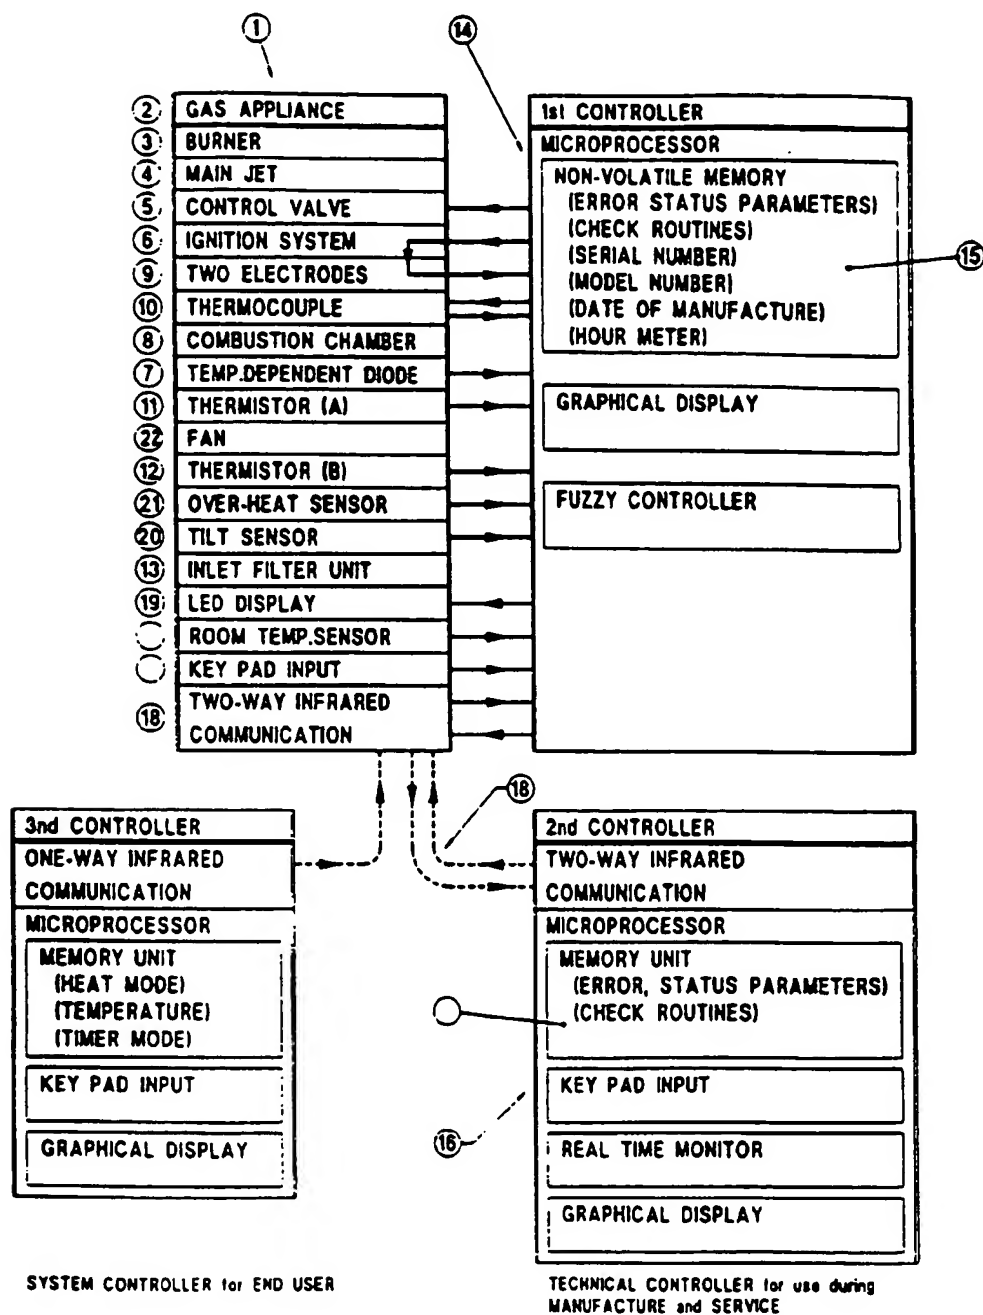 1
14
2 GAS APPLIANCE
3 BURNER
4 MAIN JET
5 CONTROL VALVE
6 IGNITION SYSTEM
9 TWO ELECTRODES
10 THERMOCOUPLE
8 COMBUSTION CHAMBER
7 TEMP.DEPENDENT DIODE
11 THERMISTOR (A)
22 FAN
12 THERMISTOR (B)
21 OVER-HEAT SENSOR
20 TILT SENSOR
13 INLET FILTER UNIT
19 LED DISPLAY
ROOM TEMP.SENSOR
KEY PAD INPUT
18 TWO-WAY INFRARED
COMMUNICATION
1st CONTROLLER
MICROPROCESSOR
NON-VOLATILE MEMORY
(ERROR STATUS PARAMETERS)
(CHECK ROUTINES)
(SERIAL NUMBER)
(MODEL NUMBER)
(DATE OF MANUFACTURE)
(HOUR METER)
15
GRAPHICAL DISPLAY
FUZZY CONTROLLER
18
3nd CONTROLLER
ONE-WAY INFRARED
COMMUNICATION
MICROPROCESSOR
MEMORY UNIT
(HEAT MODE)
(TEMPERATURE)
(TIMER MODE)
KEY PAD INPUT
GRAPHICAL DISPLAY
SYSTEM CONTROLLER for END USER
2nd CONTROLLER
TWO-WAY INFRARED
COMMUNICATION
MICROPROCESSOR
MEMORY UNIT
(ERROR, STATUS PARAMETERS)
(CHECK ROUTINES)
KEY PAD INPUT
16
REAL TIME MONITOR
GRAPHICAL DISPLAY
TECHNICAL CONTROLLER for use during
MANUFACTURE and SERVICE